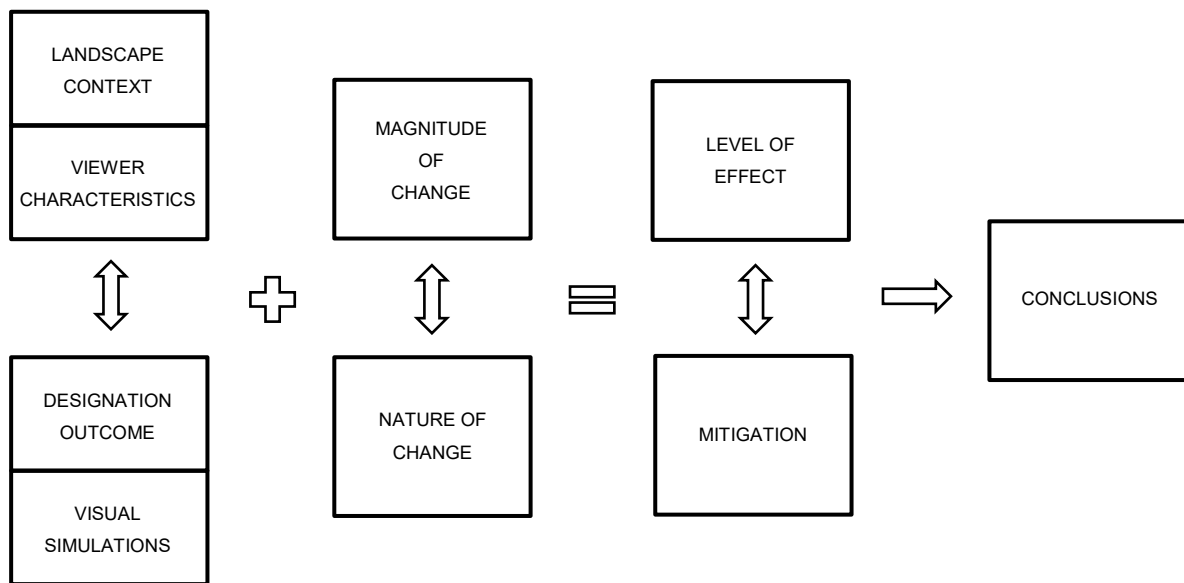 LANDSCAPE
CONTEXT
VIEWER
CHARACTERISTICS
DESIGNATION
OUTCOME
VISUAL
SIMULATIONS
MAGNITUDE
OF
CHANGE
NATURE OF
CHANGE
LEVEL OF
EFFECT
MITIGATION
CONCLUSIONS